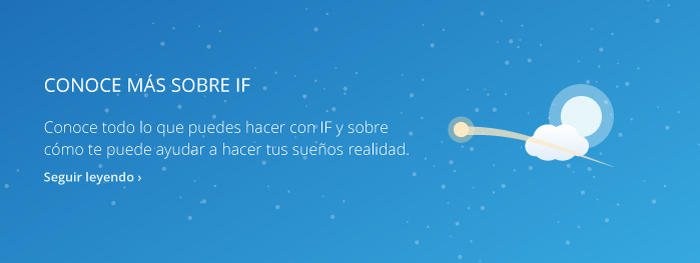 CONOCE MÁS SOBRE IF
Conoce todo lo que puedes hacer con IF y sobre
cómo te puede ayudar a hacer tus sueños realidad.
Seguir leyendo ›